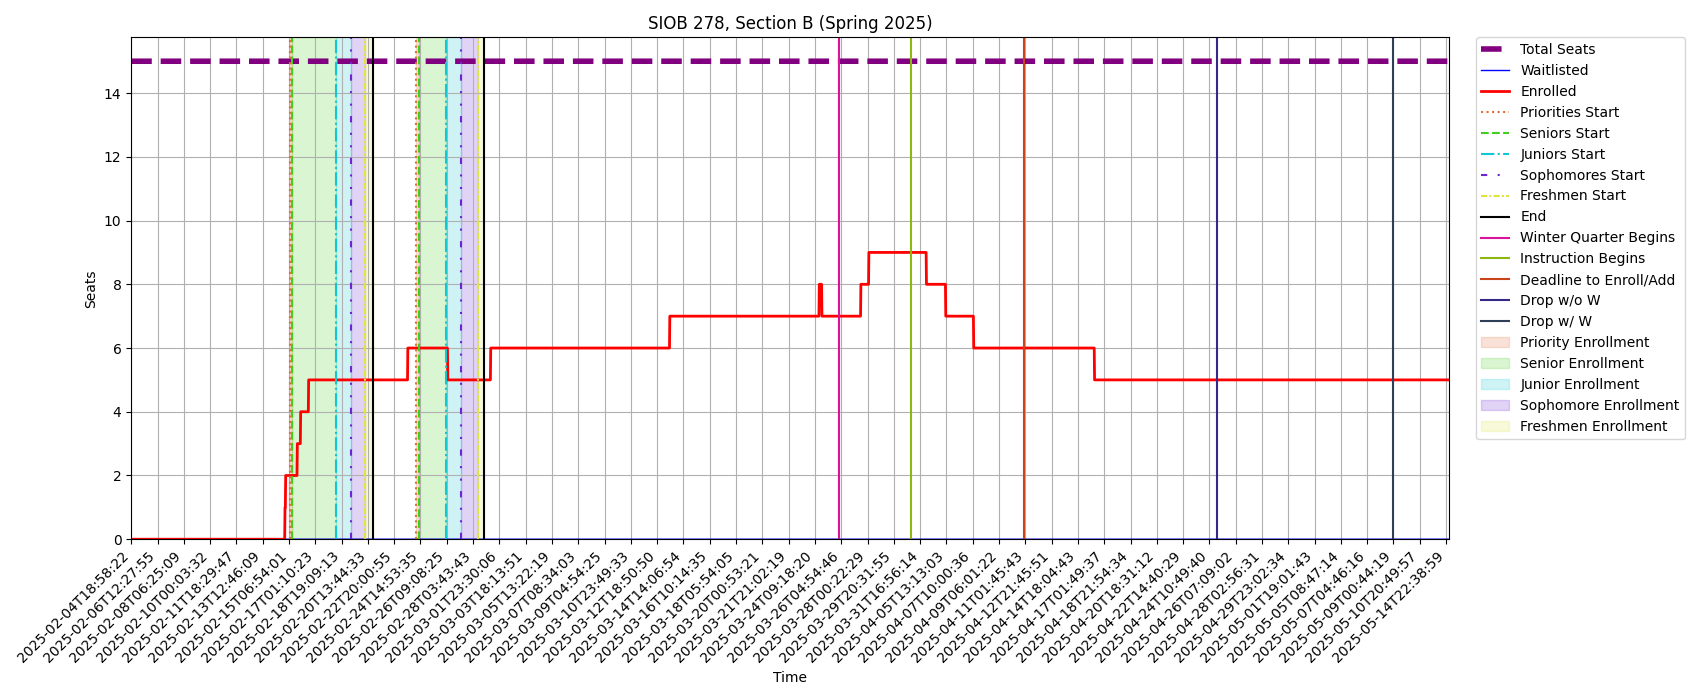 SIOB 278, Section B (Spring 2025)
Seats
14
12
10
8
6
4
2
0
2025-02-04T18:58:22
2025-02-06T12:27:55
2025-02-08T06:25:09
2025-02-10T00:03:32
2025-02-11T18:29:47
2025-02-13T12:46:09
2025-02-15T06:54:01
2025-02-17T01:10:23
2025-02-18T19:09:13
2025-02-20T13:44:33
2025-02-22T20:00:55
2025-02-24T14:53:35
2025-02-26T09:08:25
2025-02-28T03:43:43
2025-03-01T23:30:06
2025-03-03T18:13:51
2025-03-05T13:22:19
2025-03-07T08:34:03
2025-03-09T04:54:25
2025-03-10T23:49:33
2025-03-12T18:50:50
2025-03-14T14:06:54
2025-03-16T10:14:35
2025-03-18T05:54:05
2025-03-20T00:53:21
2025-03-21T21:02:19
2025-03-24T09:18:20
2025-03-26T04:54:46
2025-03-28T00:22:29
2025-03-29T20:31:55
2025-03-31T16:56:14
2025-04-05T13:13:03
2025-04-07T10:00:36
2025-04-09T06:01:22
2025-04-11T01:45:43
2025-04-12T21:45:51
2025-04-14T18:04:43
2025-04-17T01:49:37
2025-04-18T21:54:34
2025-04-20T18:31:12
2025-04-22T14:40:29
2025-04-24T10:49:40
2025-04-26T07:09:02
2025-04-28T02:56:31
2025-04-29T23:02:34
2025-05-01T19:01:43
2025-05-05T08:47:14
2025-05-07T04:46:16
2025-05-09T00:44:19
2025-05-10T20:49:57
2025-05-14T22:38:59
Time
Total Seats
Waitlisted
Enrolled
Priorities Start
Seniors Start
Juniors Start
Sophomores Start
Freshmen Start
End
Winter Quarter Begins
Instruction Begins
Deadline to Enroll/Add
Drop w/o W
Drop w/ W
Priority Enrollment
Senior Enrollment
Junior Enrollment
Sophomore Enrollment
Freshmen Enrollment